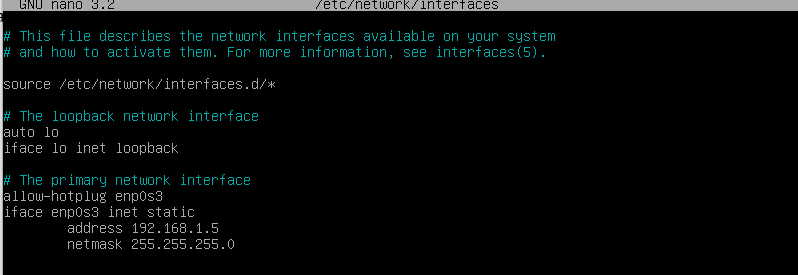 GNU nano 3.2 /etc/network/interfaces
# This file describes the network interfaces available on your system
# and how to activate them. For more information, see interfaces(5).
source /etc/network/interfaces.d/*
# The loopback network interface
auto lo
iface lo inet loopback
# The primary network interface
allow-hotplug enp0s3
iface enp0s3 inet static
address 192.168.1.5
netmask 255.255.255.0